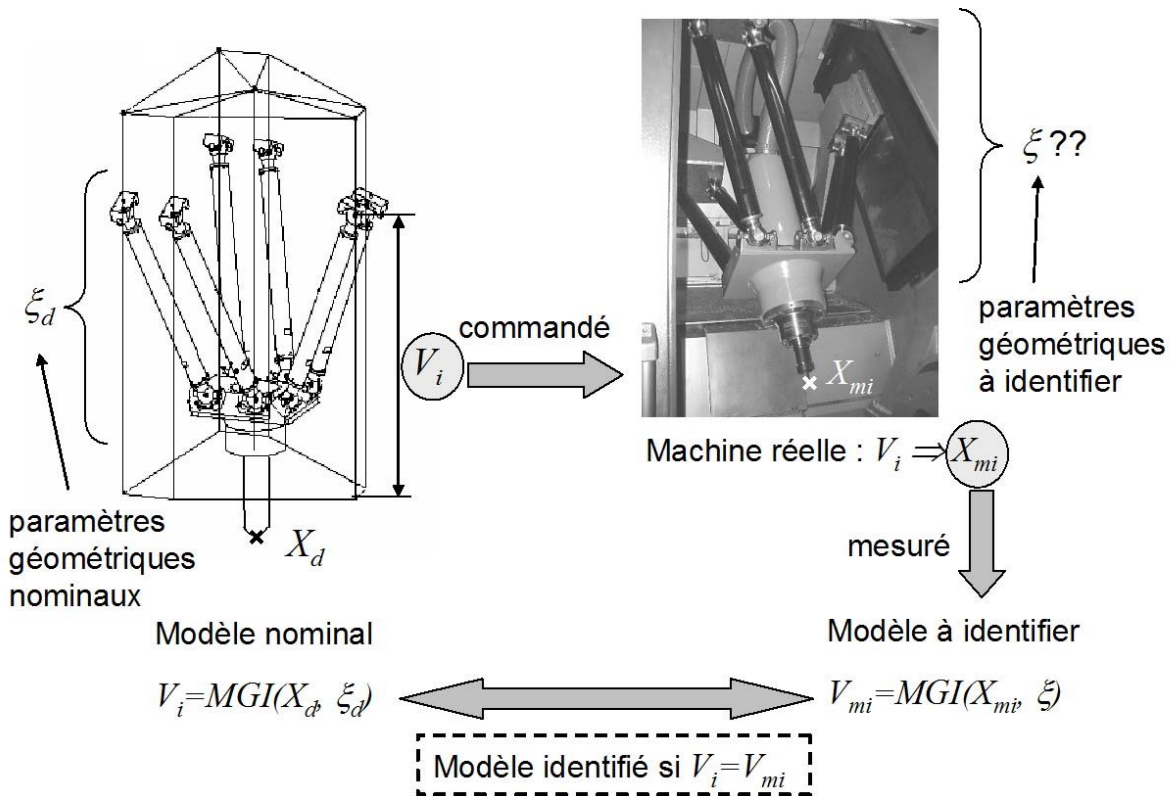 ξd
Vi
commandé
ξ ??
paramètres
géométriques
à identifier
Xmi
Machine réelle : Vi ⇒ Xmi
paramètres
géométriques
nominaux
Xd
mesuré
Modèle nominal
Modèle à identifier
Vi=MGI(Xd, ξd)
Vmi=MGI(Xmi, ξ)
Modèle identifié si Vi=Vmi